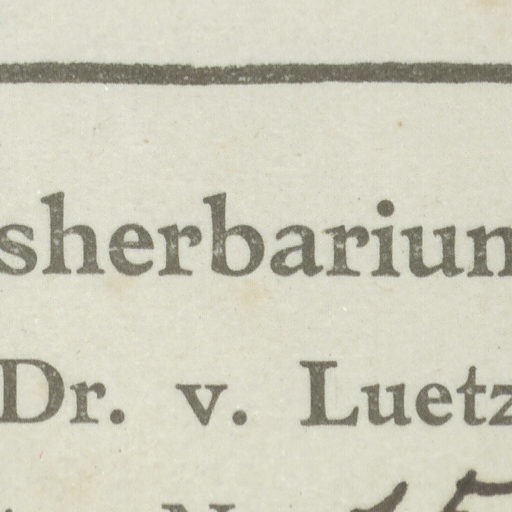 sherbarium
Dr. v. Luetz